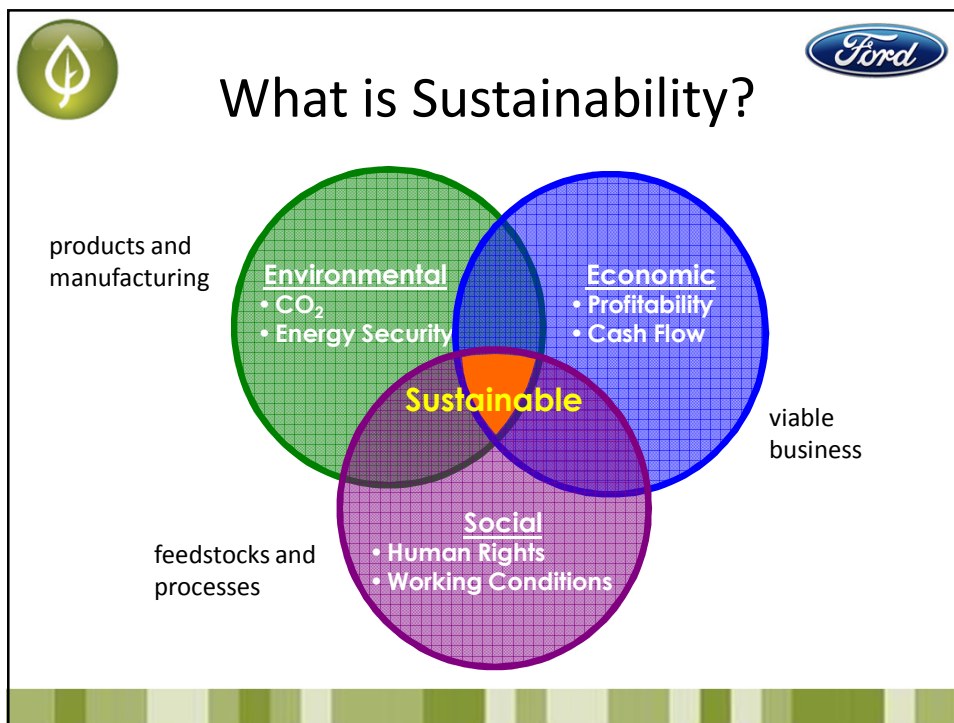 Ford
What is Sustainability?
products and
manufacturing
Environmental
• CO₂
• Energy Security
Economic
• Profitability
• Cash Flow
Sustainable
viable
business
Social
• Human Rights
• Working Conditions
feedstocks and
processes